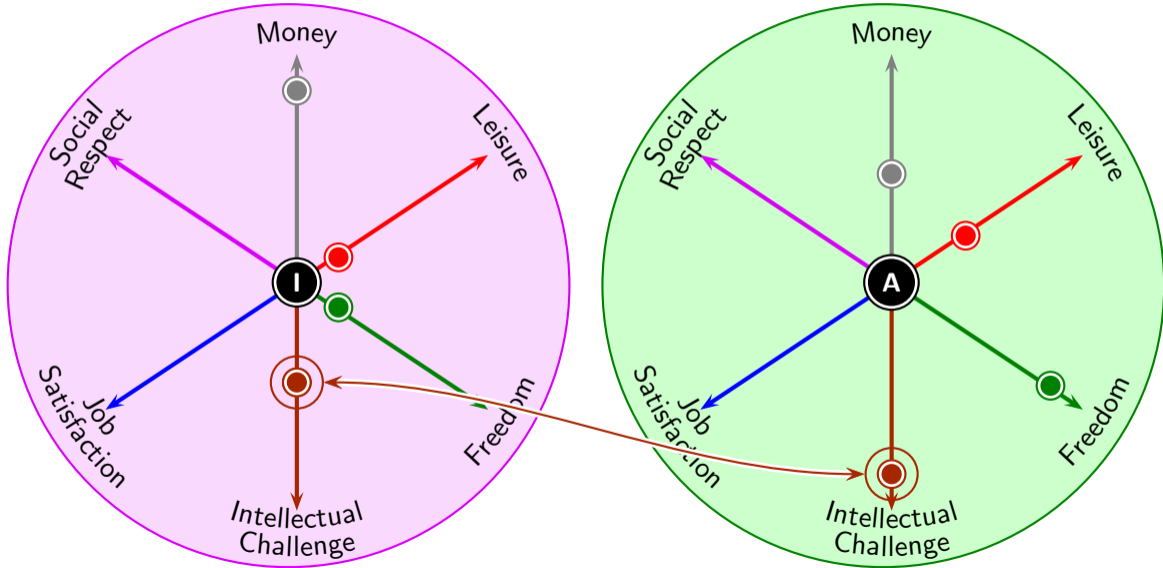 Money
Social
Respect
Leisure
I
Job
Satisfaction
Freedom
Intellectual
Challenge
Money
Social
Respect
Leisure
A
Job
Satisfaction
Freedom
Intellectual
Challenge